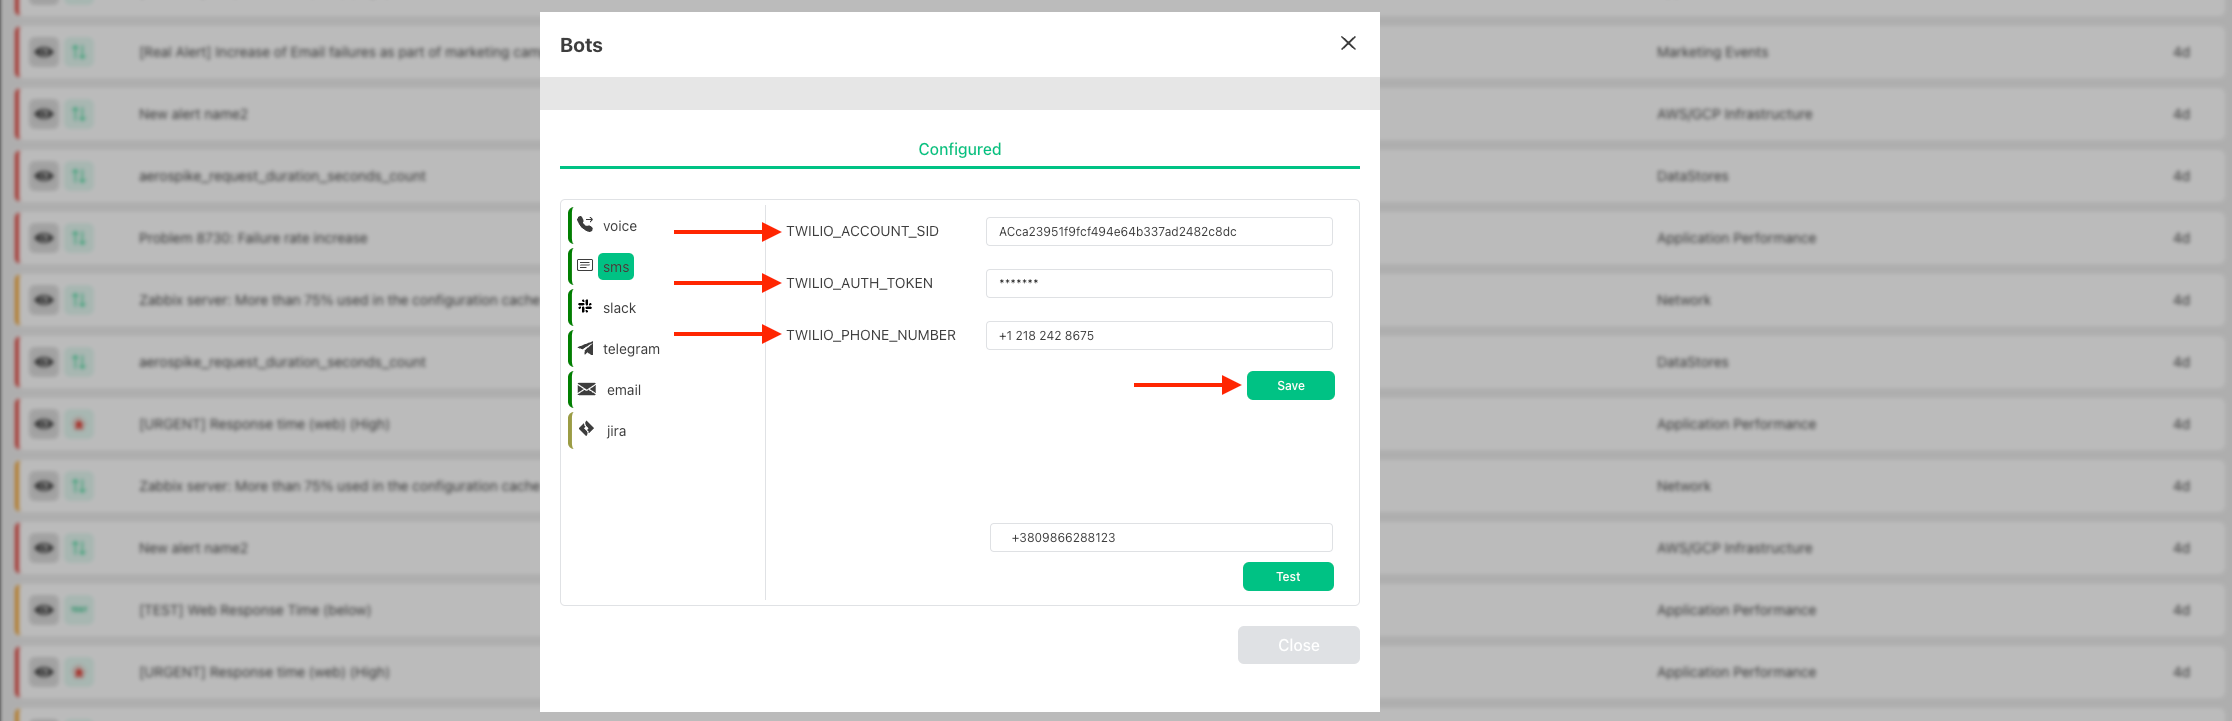 Bots
Configured
voice
sms
slack
telegram
email
jira
TWILIO_ACCOUNT_SID ACca23951f9fcf494e64b337ad2482c8dc
TWILIO_AUTH_TOKEN *******
TWILIO_PHONE_NUMBER +1 218 242 8675
Save
+3809866288123
Test
Close
[Real Alert] Increase of Email failures as part of marketing Marketing Events 4d
New alert name2 AWS/GCP Infrastructure 4d
aerospike_request_duration_seconds_count DataStores 4d
Problem 8730: Failure rate increase Application Performance 4d
Zabbix server: More than 75% used in the configuration cache Network 4d
aerospike_request_duration_seconds_count DataStores 4d
[URGENT] Response time (web) (High) Application Performance 4d
Zabbix server: More than 75% used in the configuration cache Network 4d
New alert name2 AWS/GCP Infrastructure 4d
[TEST] Web Response Time (below) Application Performance 4d
[URGENT] Response time (web) (High) Application Performance 4d